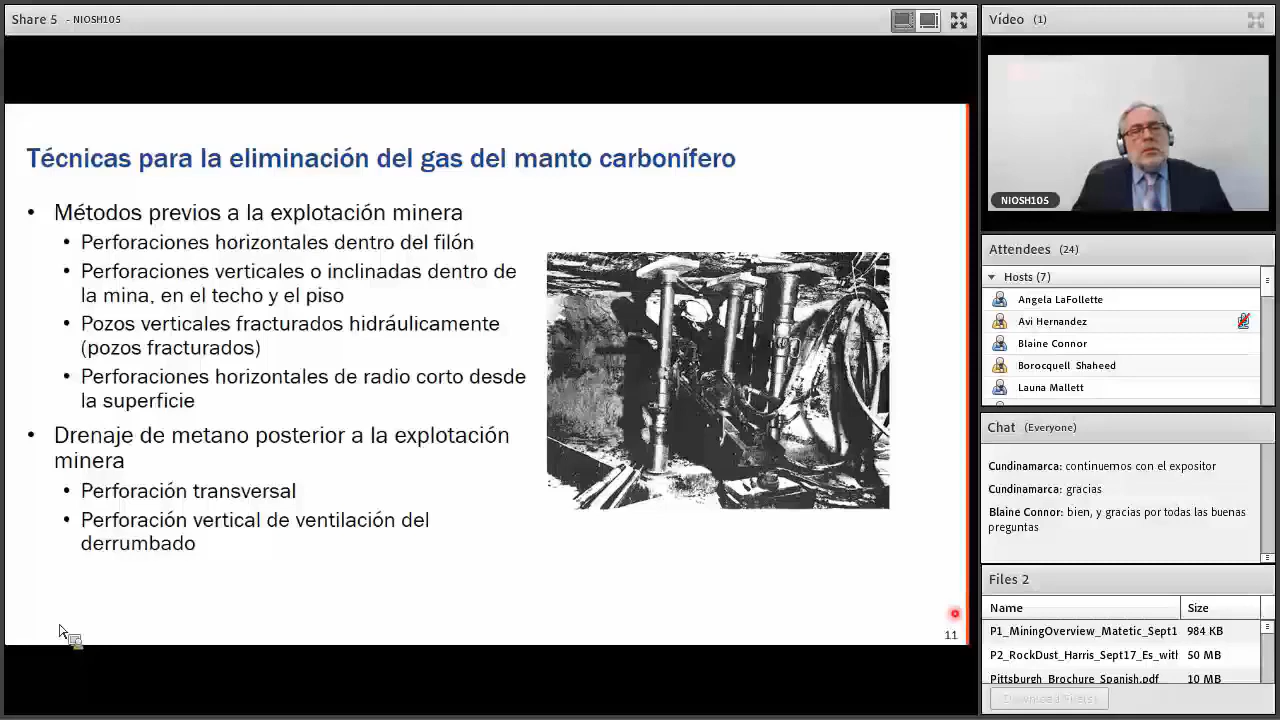 Share 5 - NIOSH105
Técnicas para la eliminación del gas del manto carbonífero
• Métodos previos a la explotación minera
• Perforaciones horizontales dentro del filón
• Perforaciones verticales o inclinadas dentro de
la mina, en el techo y el piso
• Pozos verticales fracturados hidráulicamente
(pozos fracturados)
• Perforaciones horizontales de radio corto desde
la superficie
• Drenaje de metano posterior a la explotación
minera
• Perforación transversal
• Perforación vertical de ventilación del
derrumbado
11
Vídeo (1)
NIOSH105
Attendees (24)
Hosts (7)
Angela LaFollette
Avi Hernandez
Blaine Connor
Borocquell Shaheed
Launa Mallett
Chat (Everyone)
Cundinamarca: continuemos con el expositor
Cundinamarca: gracias
Blaine Connor: bien, y gracias por todas las buenas
preguntas
Files 2
Name Size
P1_MiningOverview_Matetic_Sept1 984 KB
P2_RockDust_Harris_Sept17_Es_with 50 MB
Pittsburgh_Brochure_Spanish.pdf 10 MB
Download File(s)